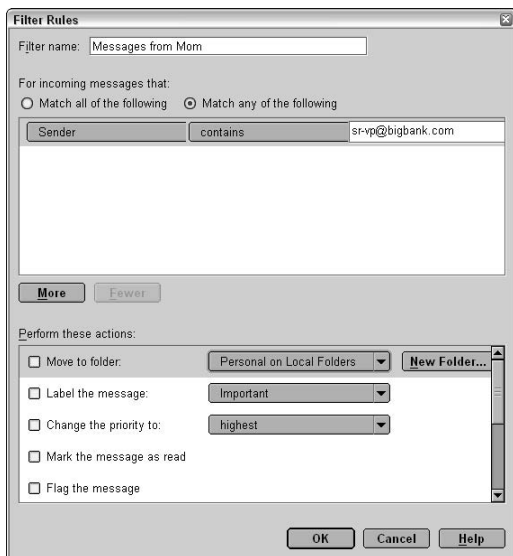 Filter Rules
Filter name: Messages from Mom
For incoming messages that:
Match all of the following Match any of the following
Sender contains sr-vp@bigbank.com
More Fewer
Perform these actions:
Move to folder: Personal on Local Folders New Folder...
Label the message: Important
Change the priority to: highest
Mark the message as read
Flag the message
OK Cancel Help